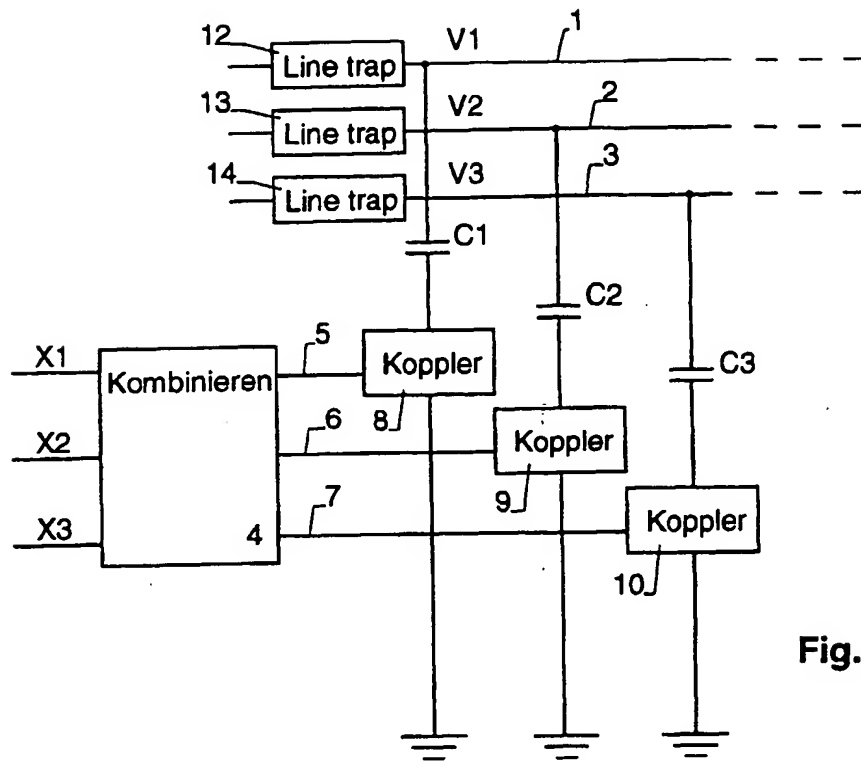 12 Line trap V1 1
13 Line trap V2 2
14 Line trap V3 3
C1
C2
C3
X1 Kombinieren 5 Koppler 8
X2 6 Koppler 9
X3 4 7 Koppler 10
Fig.